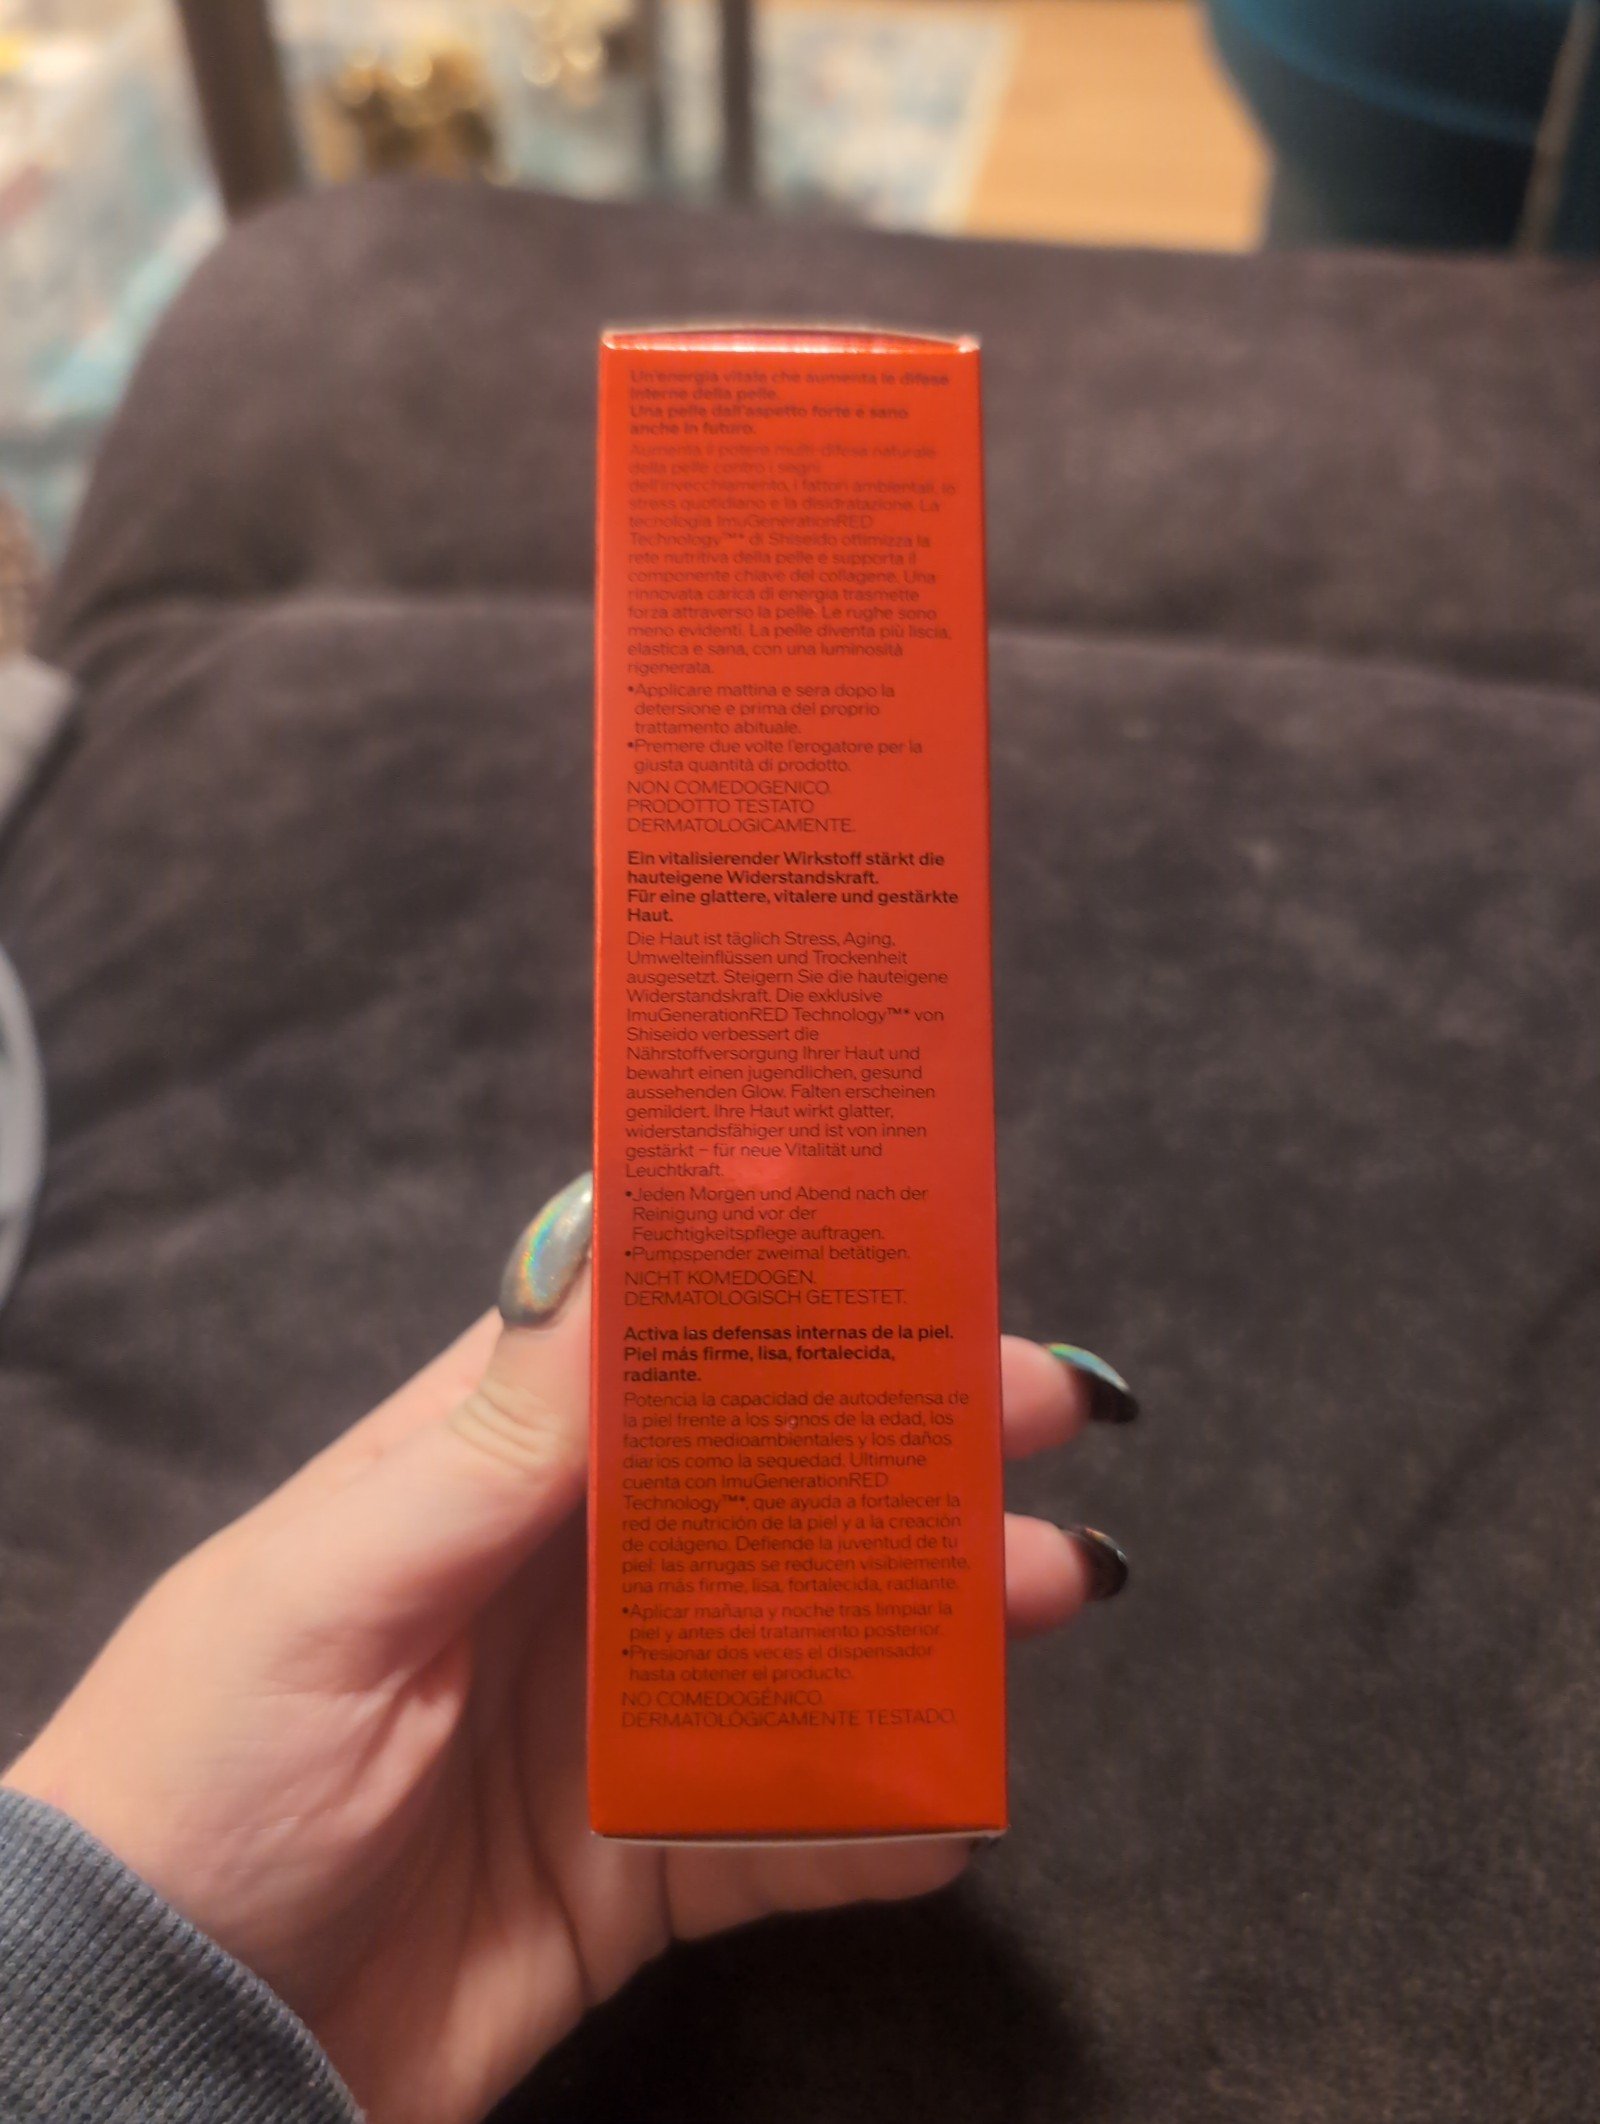 Un'energia vitale che aumenta le difese
interne della pelle.
Una pelle dall'aspetto forte e sano
anche in futuro.
Aumenta il potere multi-difesa naturale
della pelle contro i segni
dell'invecchiamento, i fattori ambientali, lo
stress quotidiano e la disidratazione. La
tecnologia ImuGenerationRED
Technology™* di Shiseido ottimizza la
rete nutritiva della pelle e supporta il
componente chiave del collagene. Una
rinnovata carica di energia trasmette
forza attraverso la pelle. Le rughe sono
meno evidenti. La pelle diventa più liscia,
elastica e sana, con una luminosità
rigenerata.
•Applicare mattina e sera dopo la
detersione e prima del proprio
trattamento abituale.
•Premere due volte l'erogatore per la
giusta quantità di prodotto.
NON COMEDOGENICO.
PRODOTTO TESTATO
DERMATOLOGICAMENTE.
Ein vitalisierender Wirkstoff stärkt die
hauteigene Widerstandskraft.
Für eine glattere, vitalere und gestärkte
Haut.
Die Haut ist täglich Stress, Aging,
Umwelteinflüssen und Trockenheit
ausgesetzt. Steigern Sie die hauteigene
Widerstandskraft. Die exklusive
ImuGenerationRED Technology™* von
Shiseido verbessert die
Nährstoffversorgung Ihrer Haut und
bewahrt einen jugendlichen, gesund
aussehenden Glow. Falten erscheinen
gemildert. Ihre Haut wirkt glatter,
widerstandsfähiger und ist von innen
gestärkt – für neue Vitalität und
Leuchtkraft.
•Jeden Morgen und Abend nach der
Reinigung und vor der
Feuchtigkeitspflege auftragen.
•Pumpspender zweimal betätigen.
NICHT KOMEDOGEN.
DERMATOLOGISCH GETESTET.
Activa las defensas internas de la piel.
Piel más firme, lisa, fortalecida,
radiante.
Potencia la capacidad de autodefensa de
la piel frente a los signos de la edad, los
factores medioambientales y los daños
diarios como la sequedad. Ultimune
cuenta con ImuGenerationRED
Technology™*, que ayuda a fortalecer la
red de nutrición de la piel y a la creación
de colágeno. Defiende la juventud de tu
piel: las arrugas se reducen visiblemente,
una más firme, lisa, fortalecida, radiante.
•Aplicar mañana y noche tras limpiar la
piel y antes del tratamiento posterior.
•Presionar dos veces el dispensador
hasta obtener el producto.
NO COMEDOGÉNICO.
DERMATOLÓGICAMENTE TESTADO.